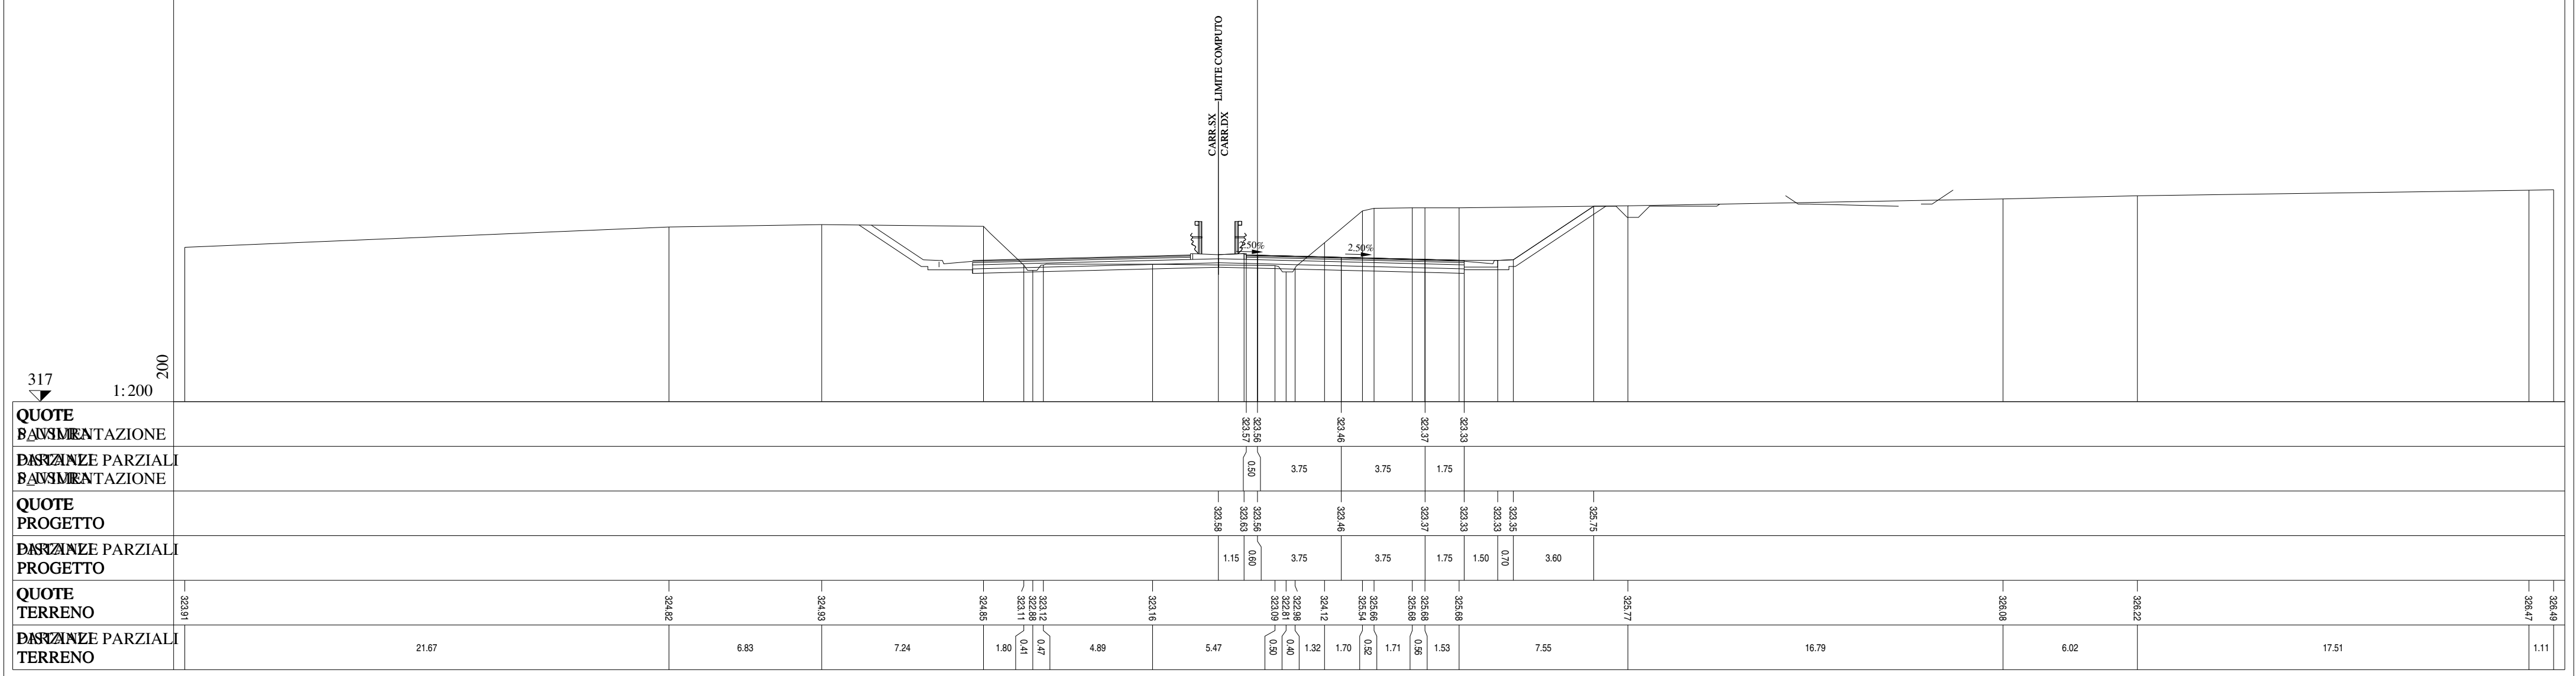 LIMITE COMPUTO
CARR.SX
CARR.DX
2.50%
2.50%
200
317
1:200
QUOTE
PAVIMENTAZIONE
323.57 323.56 323.46 323.37 323.33
DISTANZE PARZIALI
PAVIMENTAZIONE
0.50 3.75 3.75 1.75
QUOTE
PROGETTO
323.58 323.63 323.56 323.46 323.37 323.33 323.33 323.35 325.75
DISTANZE PARZIALI
PROGETTO
1.15 0.60 3.75 3.75 1.75 1.50 0.70 3.60
QUOTE
TERRENO
323.91 324.82 324.93 324.85 323.11 322.88 323.12 323.16 323.09 322.81 322.98 324.12 325.54 325.66 325.68 325.68 325.68 325.77 326.08 326.22 326.47 326.49
DISTANZE PARZIALI
TERRENO
21.67 6.83 7.24 1.80 0.41 0.47 4.89 5.47 0.50 0.40 1.32 1.70 0.52 1.71 0.56 1.53 7.55 16.79 6.02 17.51 1.11